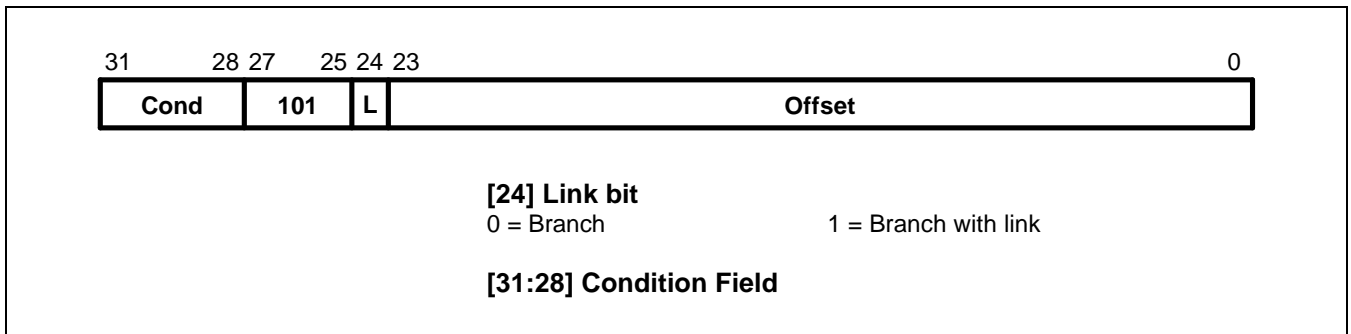 31 28 27 25 24 23 0
Cond 101 L Offset
[24] Link bit
0 = Branch 1 = Branch with link
[31:28] Condition Field